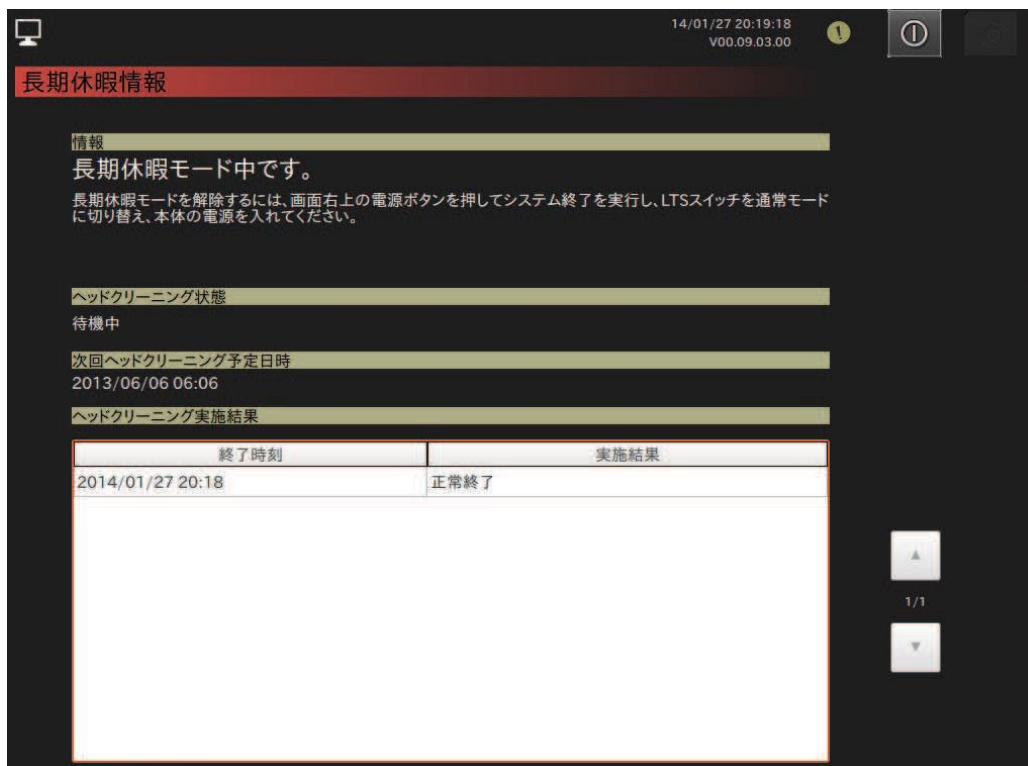 14/01/27 20:19:18
V00.09.03.00
長期休暇情報
情報
長期休暇モード中です。
長期休暇モードを解除するには、画面右上の電源ボタンを押してシステム終了を実行し、LTSスイッチを通常モード
に切り替え、本体の電源を入れてください。
ヘッドクリーニング状態
待機中
次回ヘッドクリーニング予定日時
2013/06/06 06:06
ヘッドクリーニング実施結果
終了時刻 実施結果
2014/01/27 20:18 正常終了
1/1